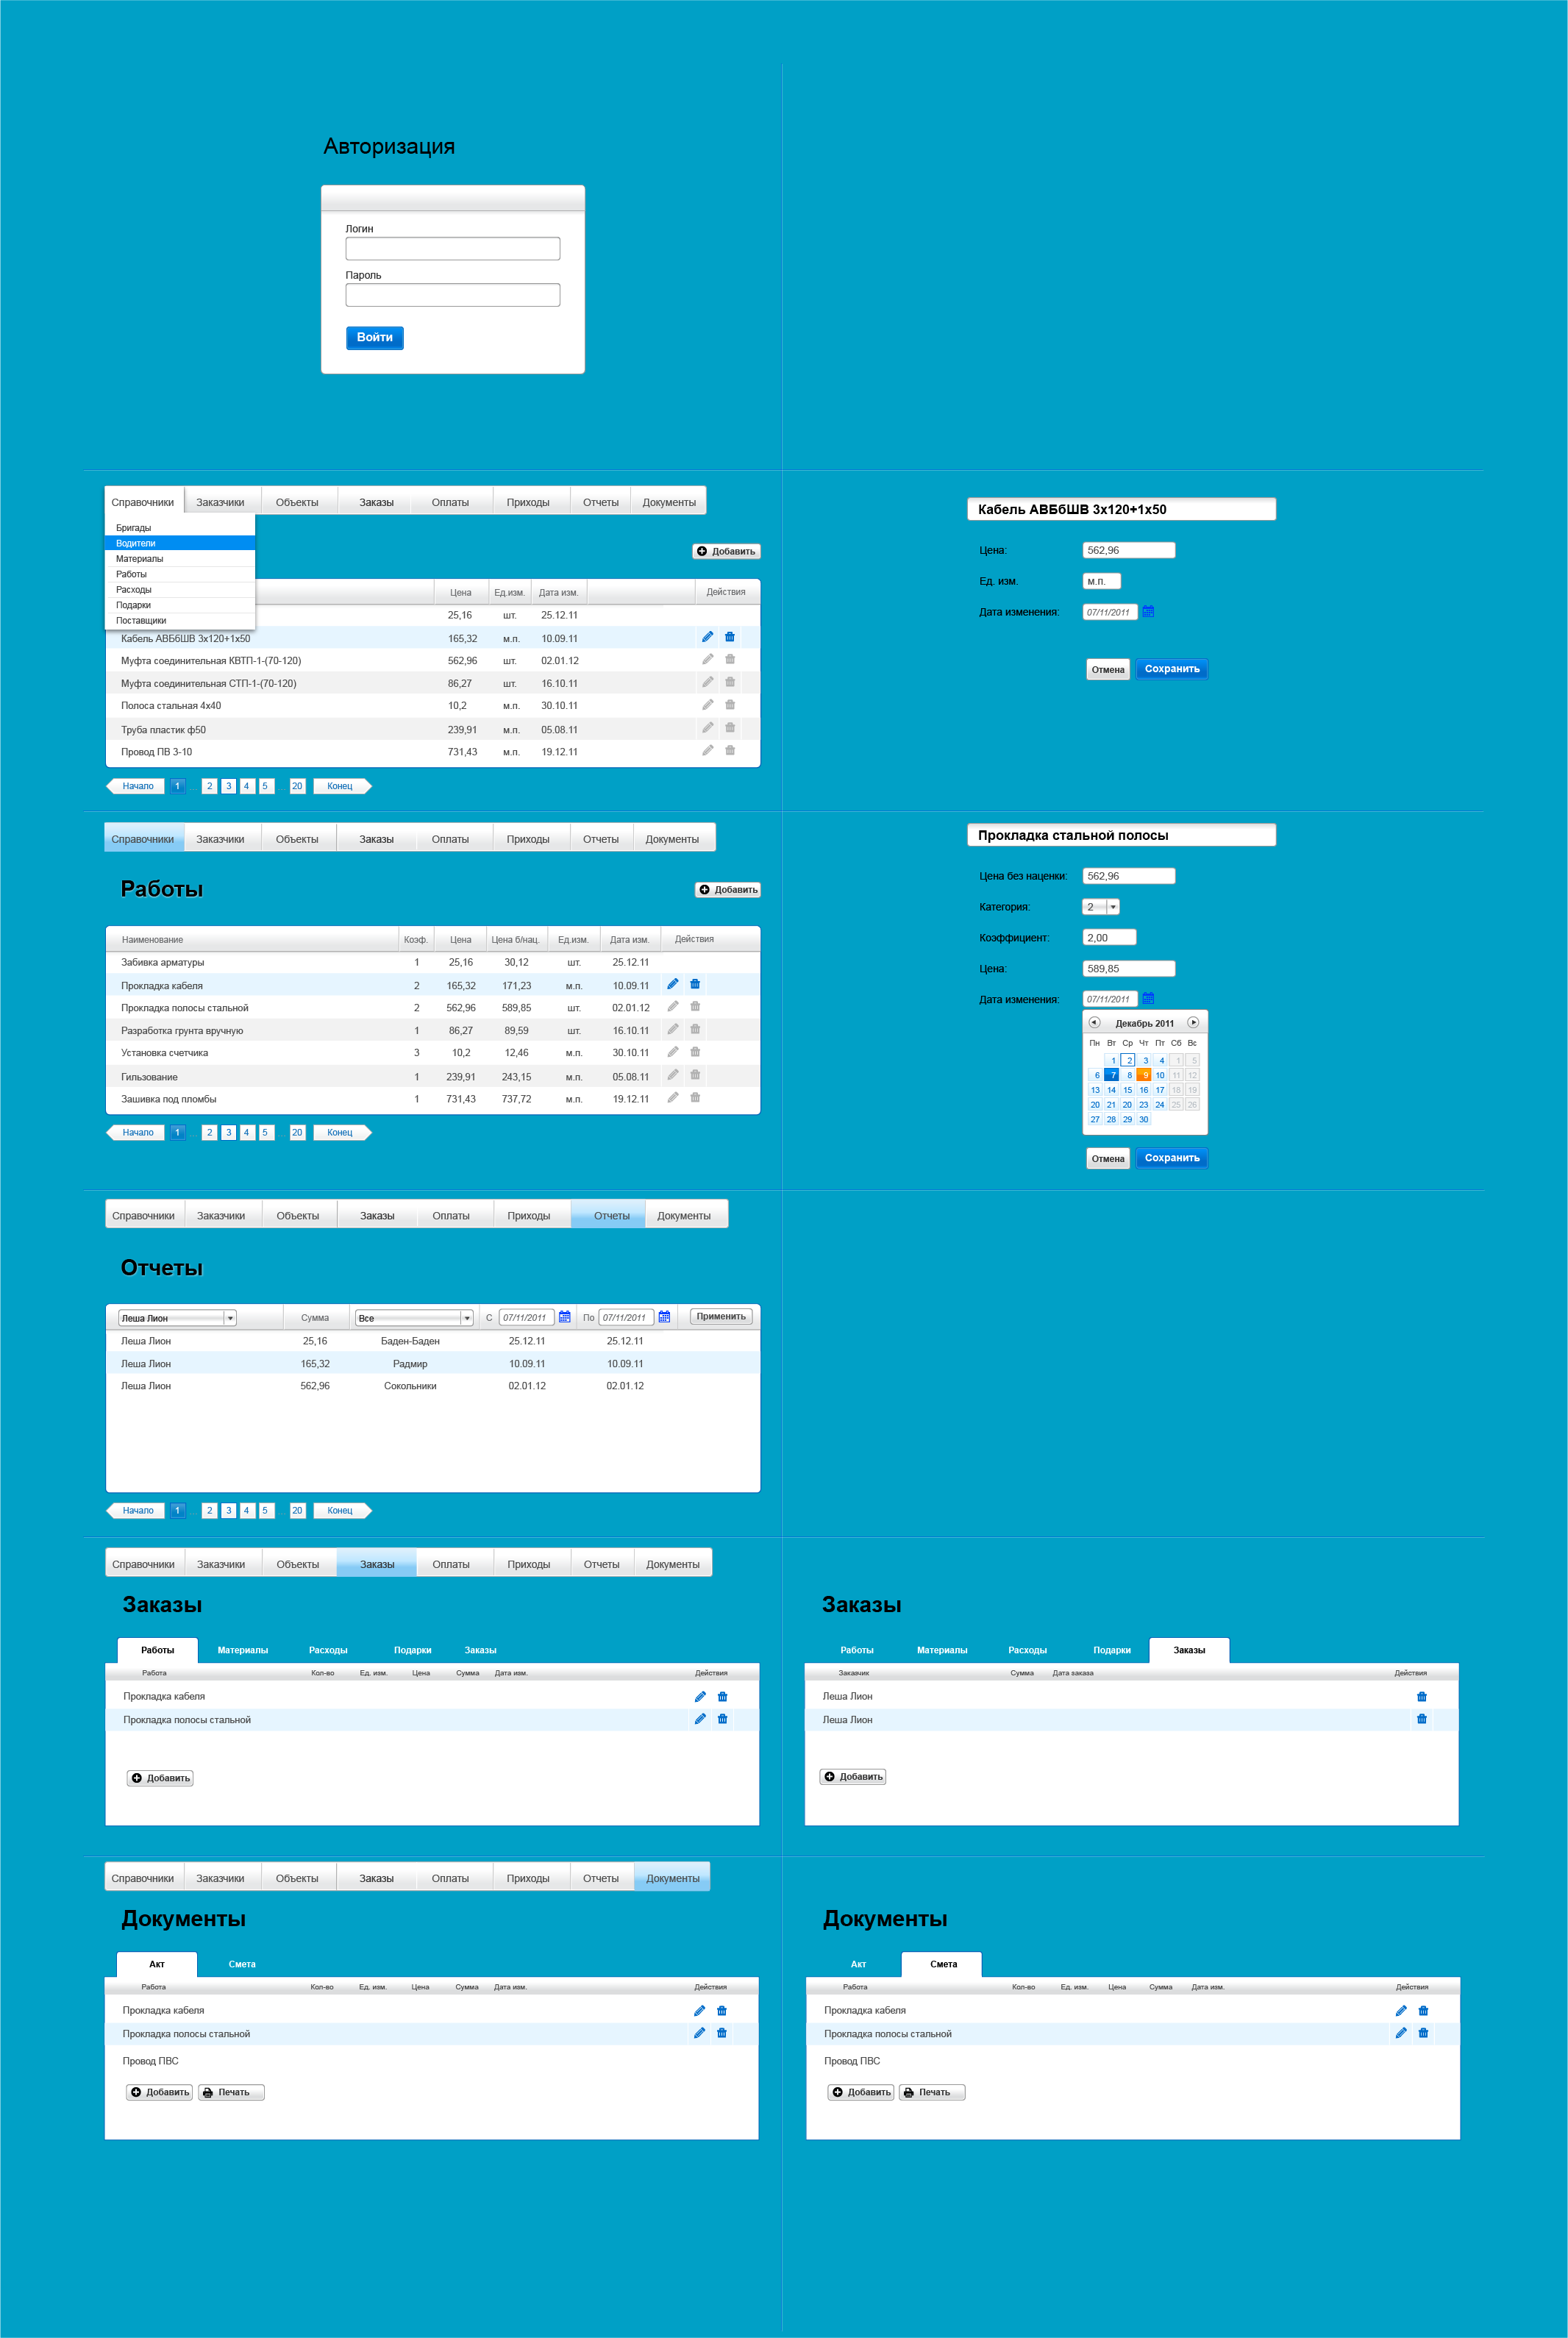 Авторизация
Логин
Пароль
Войти
Справочники Заказчики Объекты Заказы Оплаты Приходы Отчеты Документы
Бригады
Водители
Материалы
Работы
Расходы
Подарки
Поставщики
Добавить
Цена Ед.изм. Дата изм. Действия
25,16 шт. 25.12.11
Кабель АВБбШВ 3х120+1х50 165,32 м.п. 10.09.11
Муфта соединительная КВТП-1-(70-120) 562,96 шт. 02.01.12
Муфта соединительная СТП-1-(70-120) 86,27 шт. 16.10.11
Полоса стальная 4х40 10,2 м.п. 30.10.11
Труба пластик ф50 239,91 м.п. 05.08.11
Провод ПВ 3-10 731,43 м.п. 19.12.11
Начало 1 ... 2 3 4 5 ... 20 Конец
Кабель АВБбШВ 3х120+1х50
Цена: 562,96
Ед. изм. м.п.
Дата изменения: 07/11/2011
Отмена Сохранить
Справочники Заказчики Объекты Заказы Оплаты Приходы Отчеты Документы
Работы
Добавить
Наименование Коэф. Цена Цена б/нац. Ед.изм. Дата изм. Действия
Забивка арматуры 1 25,16 30,12 шт. 25.12.11
Прокладка кабеля 2 165,32 171,23 м.п. 10.09.11
Прокладка полосы стальной 2 562,96 589,85 шт. 02.01.12
Разработка грунта вручную 1 86,27 89,59 шт. 16.10.11
Установка счетчика 3 10,2 12,46 м.п. 30.10.11
Гильзование 1 239,91 243,15 м.п. 05.08.11
Зашивка под пломбы 1 731,43 737,72 м.п. 19.12.11
Начало 1 ... 2 3 4 5 ... 20 Конец
Прокладка стальной полосы
Цена без наценки: 562,96
Категория: 2
Коэффициент: 2,00
Цена: 589,85
Дата изменения: 07/11/2011
Декабрь 2011
Пн Вт Ср Чт Пт Сб Вс
1 2 3 4 1 5
6 7 8 9 10 11 12
13 14 15 16 17 18 19
20 21 20 23 24 25 26
27 28 29 30
Отмена Сохранить
Справочники Заказчики Объекты Заказы Оплаты Приходы Отчеты Документы
Отчеты
Леша Лион Сумма Все С 07/11/2011 По 07/11/2011 Применить
Леша Лион 25,16 Баден-Баден 25.12.11 25.12.11
Леша Лион 165,32 Радмир 10.09.11 10.09.11
Леша Лион 562,96 Сокольники 02.01.12 02.01.12
Начало 1 ... 2 3 4 5 ... 20 Конец
Справочники Заказчики Объекты Заказы Оплаты Приходы Отчеты Документы
Заказы
Работы Материалы Расходы Подарки Заказы
Работа Кол-во Ед. изм. Цена Сумма Дата изм. Действия
Прокладка кабеля
Прокладка полосы стальной
Добавить
Заказы
Работы Материалы Расходы Подарки Заказы
Заказчик Сумма Дата заказа Действия
Леша Лион
Леша Лион
Добавить
Справочники Заказчики Объекты Заказы Оплаты Приходы Отчеты Документы
Документы
Акт Смета
Работа Кол-во Ед. изм. Цена Сумма Дата изм. Действия
Прокладка кабеля
Прокладка полосы стальной
Провод ПВС
Добавить Печать
Документы
Акт Смета
Работа Кол-во Ед. изм. Цена Сумма Дата изм. Действия
Прокладка кабеля
Прокладка полосы стальной
Провод ПВС
Добавить Печать